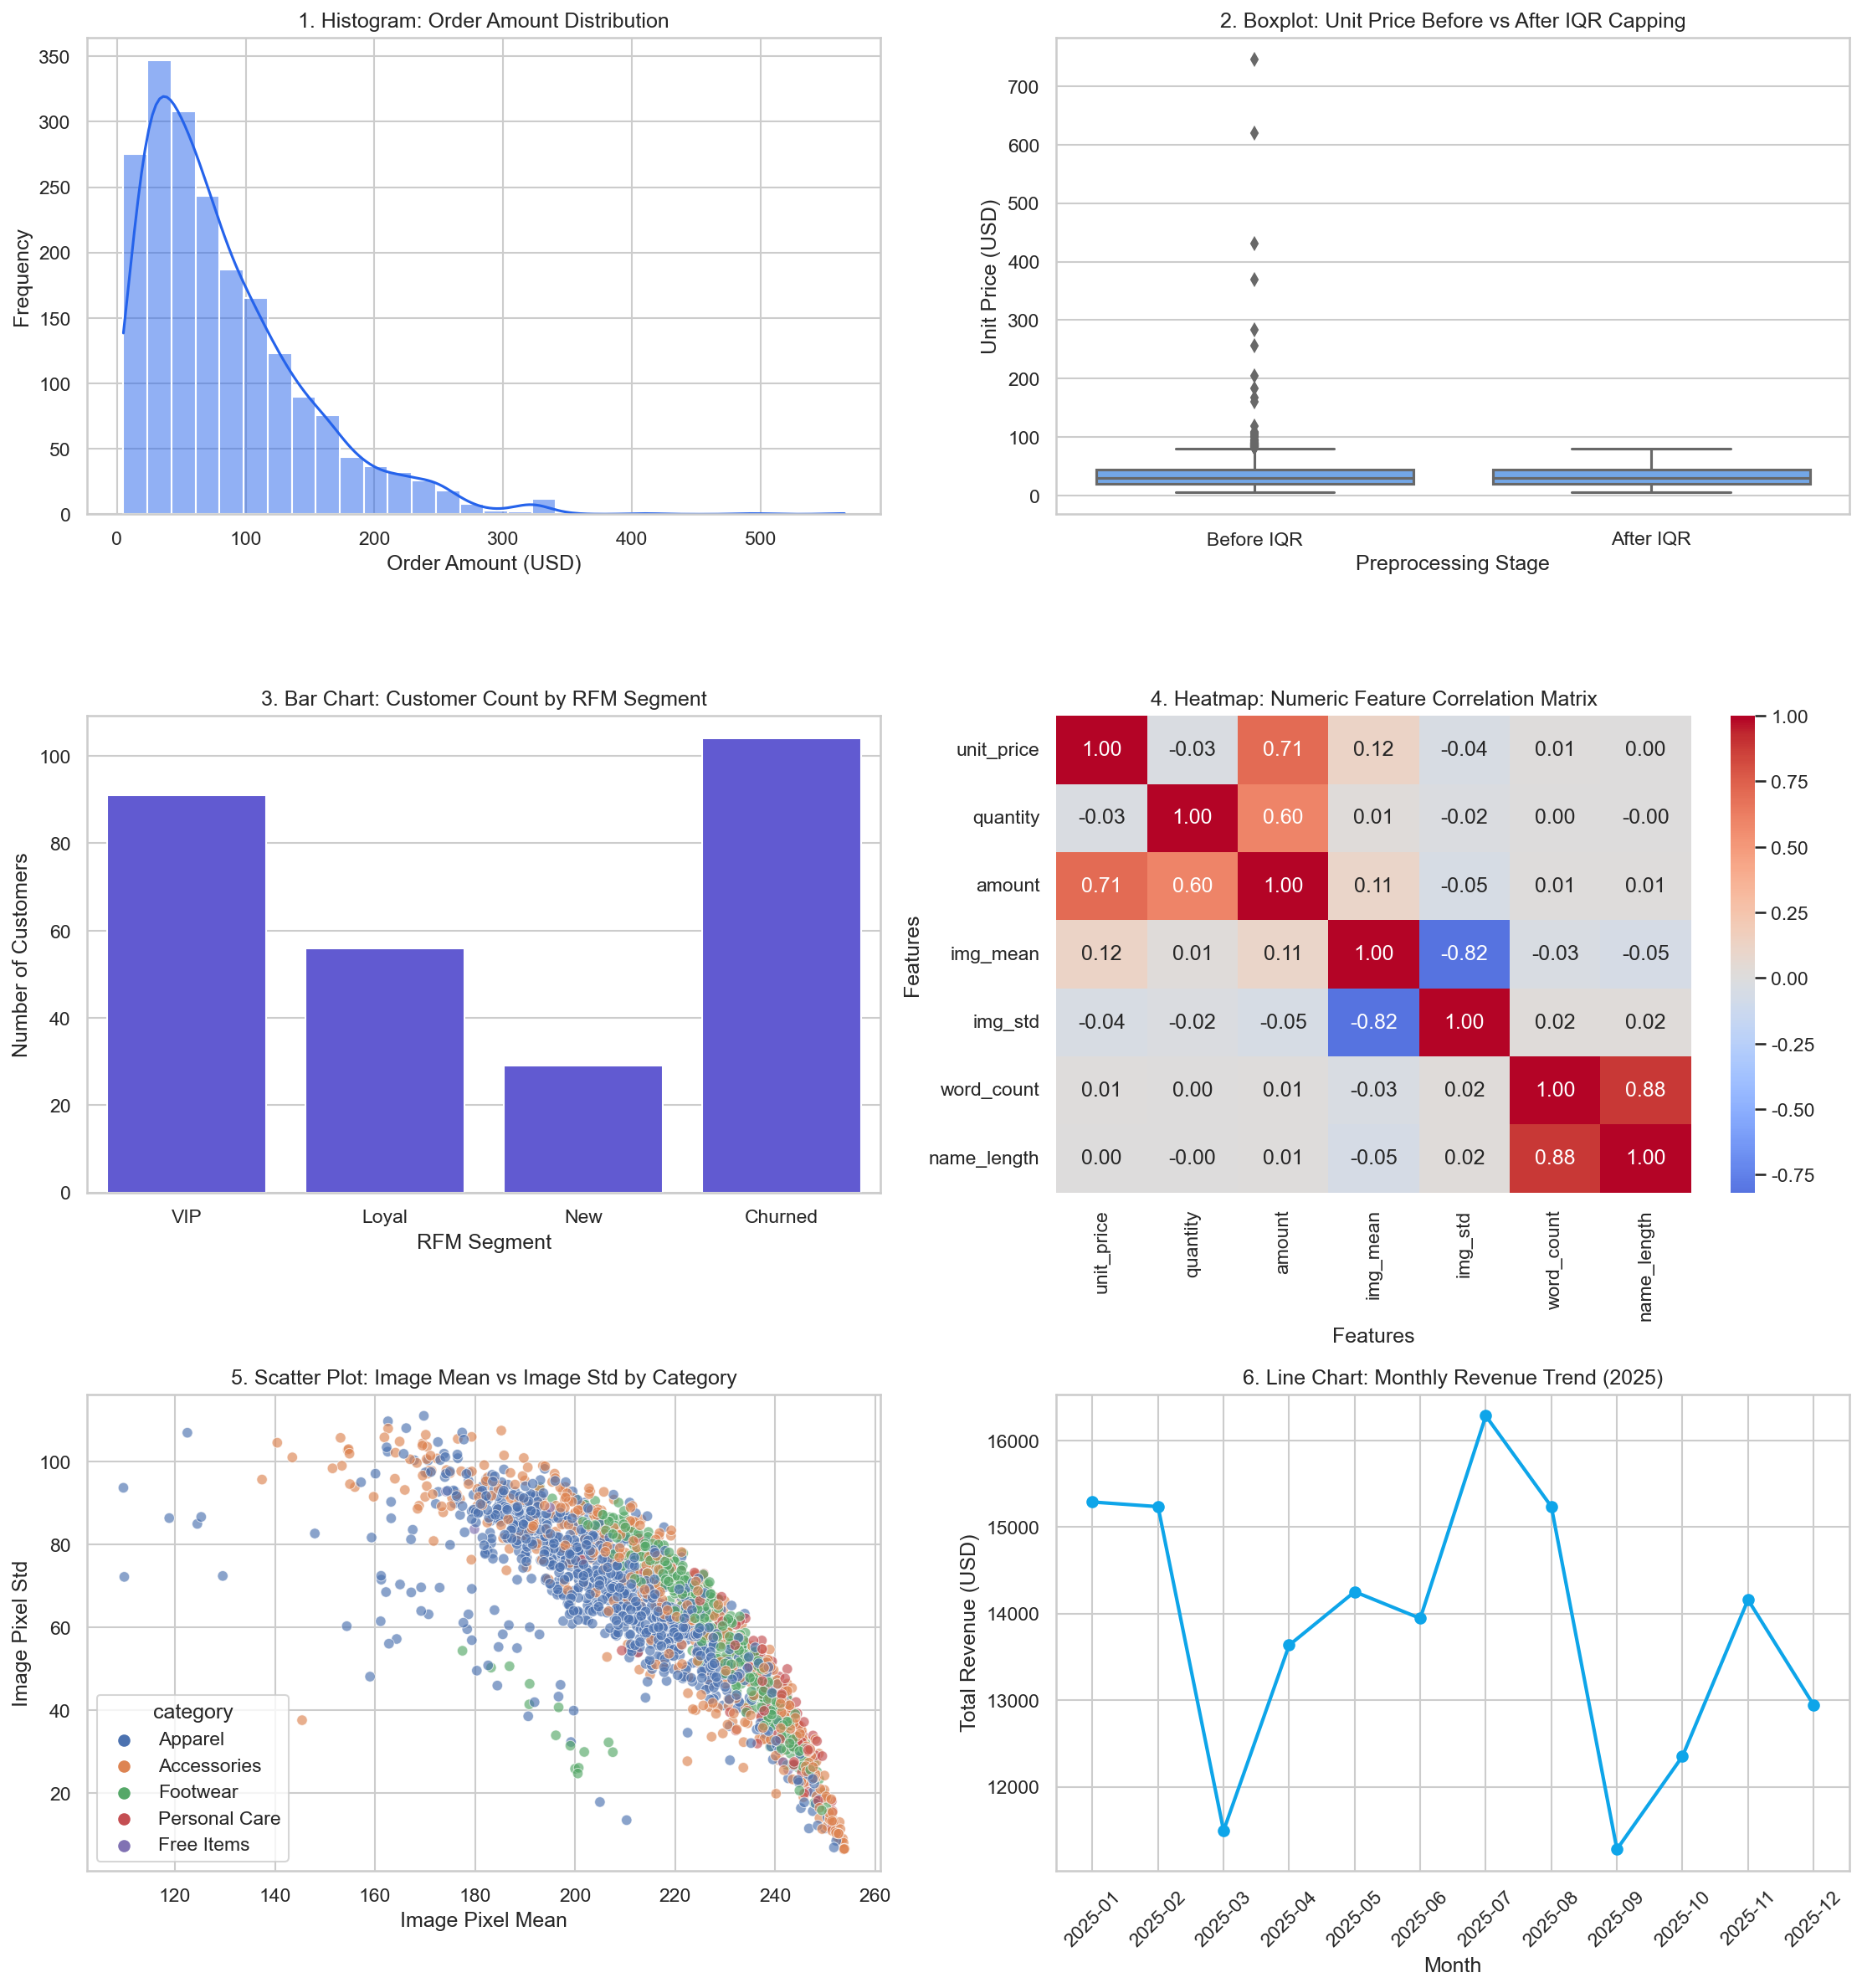 1. Histogram: Order Amount Distribution
350
300
250
200
150
100
50
0
Frequency
0 100 200 300 400 500
Order Amount (USD)
2. Boxplot: Unit Price Before vs After IQR Capping
700
600
500
400
300
200
100
0
Unit Price (USD)
Before IQR After IQR
Preprocessing Stage
3. Bar Chart: Customer Count by RFM Segment
100
80
60
40
20
0
Number of Customers
VIP Loyal New Churned
RFM Segment
4. Heatmap: Numeric Feature Correlation Matrix
Features
unit_price 1.00 -0.03 0.71 0.12 -0.04 0.01 0.00
quantity -0.03 1.00 0.60 0.01 -0.02 0.00 -0.00
amount 0.71 0.60 1.00 0.11 -0.05 0.01 0.01
img_mean 0.12 0.01 0.11 1.00 -0.82 -0.03 -0.05
img_std -0.04 -0.02 -0.05 -0.82 1.00 0.02 0.02
word_count 0.01 0.00 0.01 -0.03 0.02 1.00 0.88
name_length 0.00 -0.00 0.01 -0.05 0.02 0.88 1.00
unit_price quantity amount img_mean img_std word_count name_length
Features
1.00
0.75
0.50
0.25
0.00
-0.25
-0.50
-0.75
5. Scatter Plot: Image Mean vs Image Std by Category
100
80
60
40
20
Image Pixel Std
category
Apparel
Accessories
Footwear
Personal Care
Free Items
120 140 160 180 200 220 240 260
Image Pixel Mean
6. Line Chart: Monthly Revenue Trend (2025)
16000
15000
14000
13000
12000
Total Revenue (USD)
2025-01 2025-02 2025-03 2025-04 2025-05 2025-06 2025-07 2025-08 2025-09 2025-10 2025-11 2025-12
Month